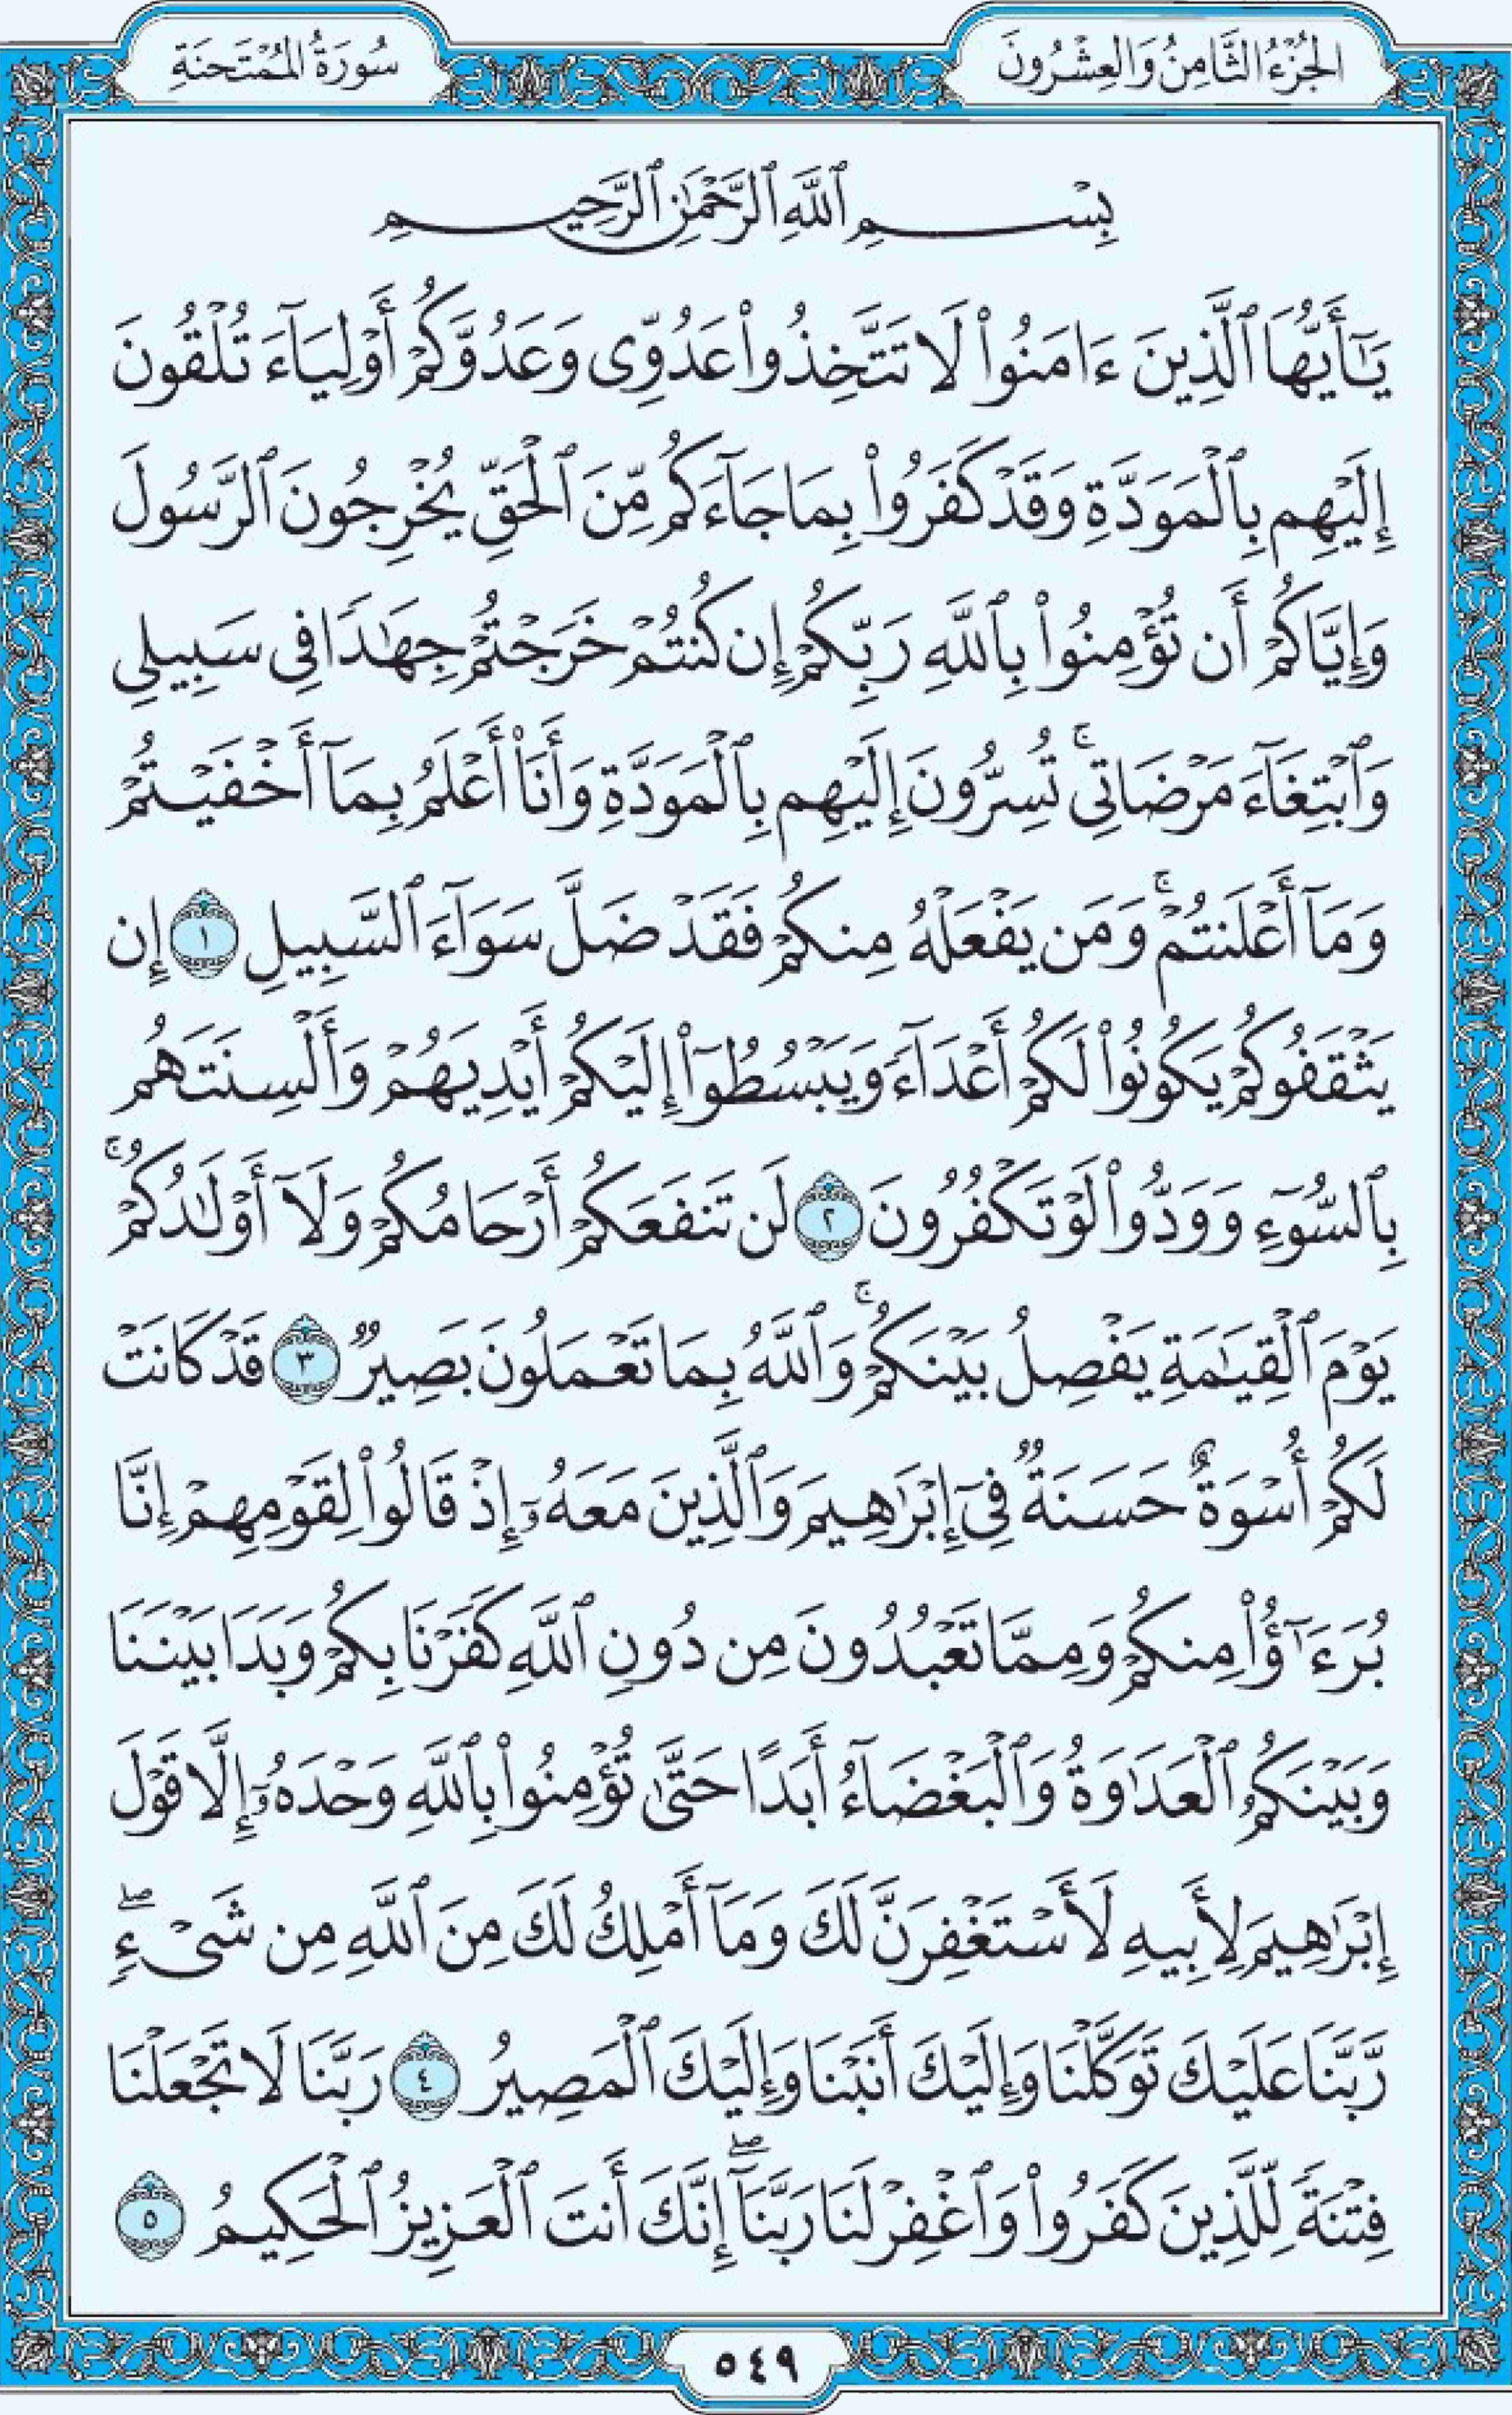 الجُزْءُ الثَّامِنُ وَالعِشْرُونَ
سُورَةُ المُمْتَحنَةِ
بِسْمِ ٱللَّهِ ٱلرَّحْمَٰنِ ٱلرَّحِيمِ
يَـٰٓأَيُّهَا ٱلَّذِينَ ءَامَنُوا۟ لَا تَتَّخِذُوا۟ عَدُوِّى وَعَدُوَّكُمْ أَوْلِيَآءَ تُلْقُونَ
إِلَيْهِم بِٱلْمَوَدَّةِ وَقَدْ كَفَرُوا۟ بِمَا جَآءَكُم مِّنَ ٱلْحَقِّ يُخْرِجُونَ ٱلرَّسُولَ
وَإِيَّاكُمْ أَن تُؤْمِنُوا۟ بِٱللَّهِ رَبِّكُمْ إِن كُنتُمْ خَرَجْتُمْ جِهَـٰدًا فِى سَبِيلِى
وَٱبْتِغَآءَ مَرْضَاتِى ۚ تُسِرُّونَ إِلَيْهِم بِٱلْمَوَدَّةِ وَأَنَا۠ أَعْلَمُ بِمَآ أَخْفَيْتُمْ
وَمَآ أَعْلَنتُمْ ۚ وَمَن يَفْعَلْهُ مِنكُمْ فَقَدْ ضَلَّ سَوَآءَ ٱلسَّبِيلِ ١ إِن
يَثْقَفُوكُمْ يَكُونُوا۟ لَكُمْ أَعْدَآءً وَيَبْسُطُوٓا۟ إِلَيْكُمْ أَيْدِيَهُمْ وَأَلْسِنَتَهُم
بِٱلسُّوٓءِ وَوَدُّوا۟ لَوْ تَكْفُرُونَ ٢ لَن تَنفَعَكُمْ أَرْحَامُكُمْ وَلَآ أَوْلَـٰدُكُمْ ۚ
يَوْمَ ٱلْقِيَـٰمَةِ يَفْصِلُ بَيْنَكُمْ ۚ وَٱللَّهُ بِمَا تَعْمَلُونَ بَصِيرٌ ٣ قَدْ كَانَتْ
لَكُمْ أُسْوَةٌ حَسَنَةٌ فِىٓ إِبْرَٰهِيمَ وَٱلَّذِينَ مَعَهُۥٓ إِذْ قَالُوا۟ لِقَوْمِهِمْ إِنَّا
بُرَءَٰٓؤُا۟ مِنكُمْ وَمِمَّا تَعْبُدُونَ مِن دُونِ ٱللَّهِ كَفَرْنَا بِكُمْ وَبَدَا بَيْنَنَا
وَبَيْنَكُمُ ٱلْعَدَٰوَةُ وَٱلْبَغْضَآءُ أَبَدًا حَتَّىٰ تُؤْمِنُوا۟ بِٱللَّهِ وَحْدَهُۥٓ إِلَّا قَوْلَ
إِبْرَٰهِيمَ لِأَبِيهِ لَأَسْتَغْفِرَنَّ لَكَ وَمَآ أَمْلِكُ لَكَ مِنَ ٱللَّهِ مِن شَىْءٍ ۖ
رَّبَّنَا عَلَيْكَ تَوَكَّلْنَا وَإِلَيْكَ أَنَبْنَا وَإِلَيْكَ ٱلْمَصِيرُ ٤ رَبَّنَا لَا تَجْعَلْنَا
فِتْنَةً لِّلَّذِينَ كَفَرُوا۟ وَٱغْفِرْ لَنَا رَبَّنَآ ۖ إِنَّكَ أَنتَ ٱلْعَزِيزُ ٱلْحَكِيمُ ٥
٥٤٩